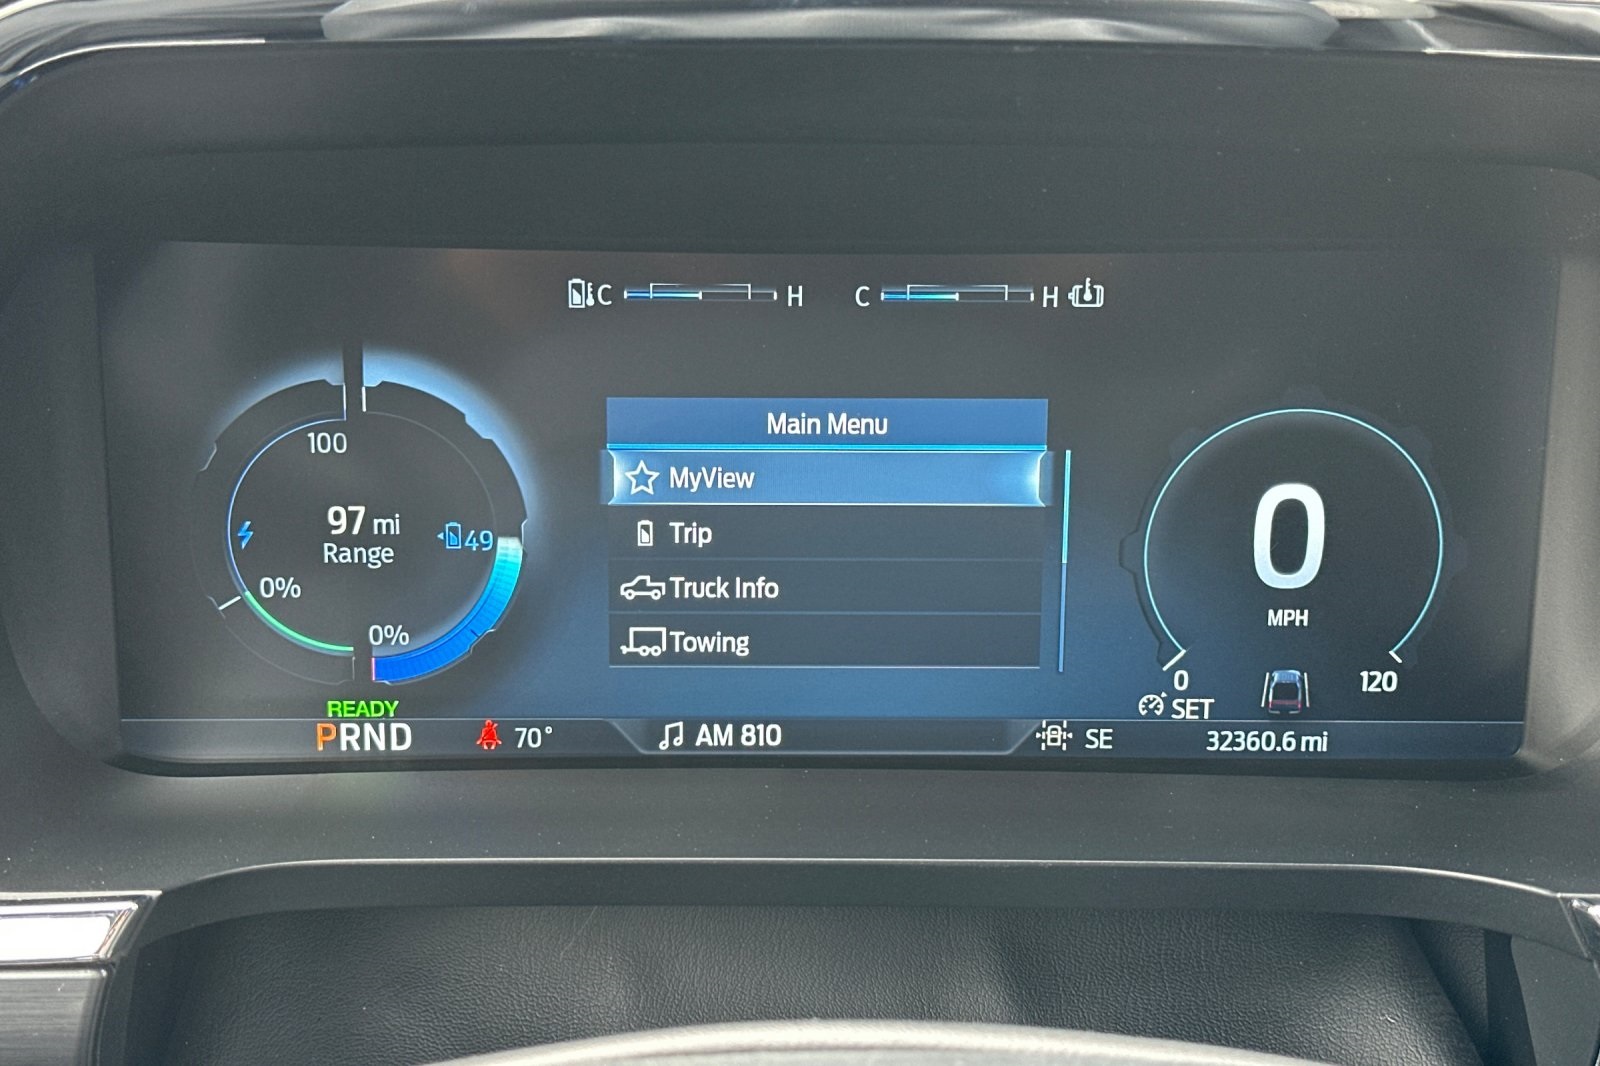 C H
C H
100
97 mi
Range
49
0%
0%
Main Menu
MyView
Trip
Truck Info
Towing
0
MPH
0
120
SET
READY
PRND
70°
AM 810
SE
32360.6 mi